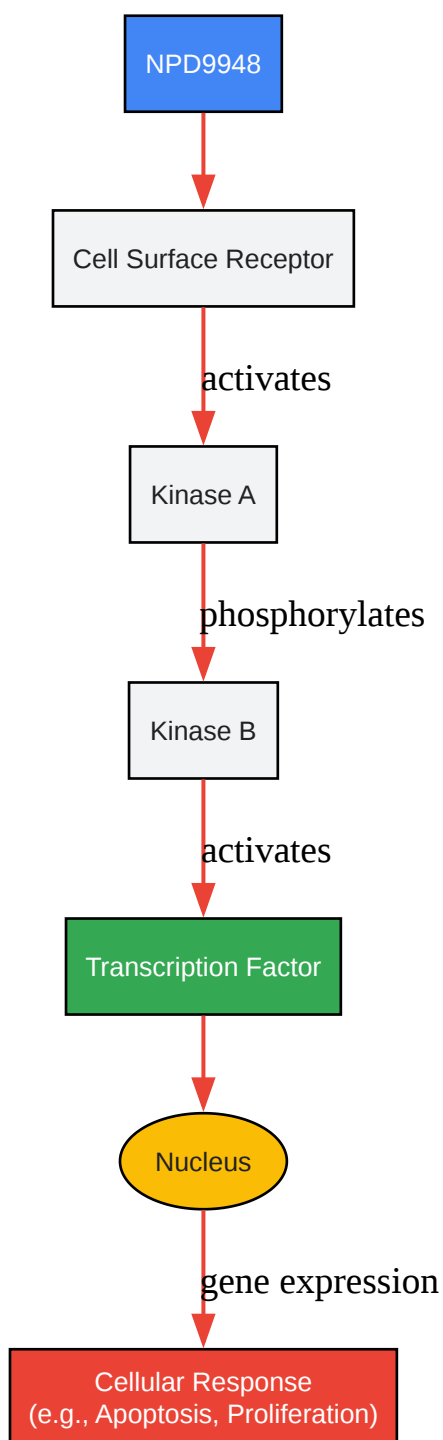 NPD9948
Cell Surface Receptor
activates
Kinase A
phosphorylates
Kinase B
activates
Transcription Factor
Nucleus
gene expression
Cellular Response
(e.g., Apoptosis, Proliferation)